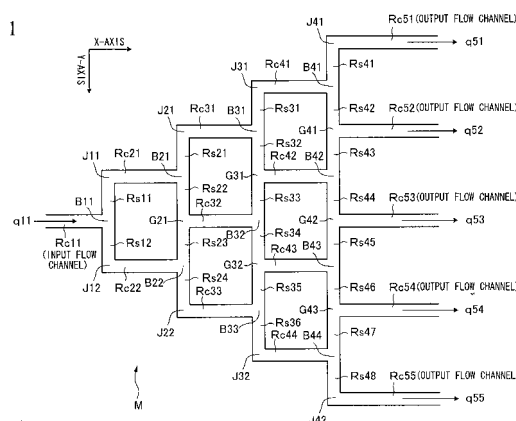 1
X-AXIS
Y-AXIS
J41
Rc51(OUTPUT FLOW CHANNEL)
q51
J31
Rc41
B41
Rs41
Rs42
Rc52(OUTPUT FLOW CHANNEL)
q52
J21
Rc31
B31
Rs31
G41
Rs32
Rc42
B42
Rs43
J11
Rc21
B21
Rs21
Rs22
Rc32
G31
Rs33
Rs44
Rc53(OUTPUT FLOW CHANNEL)
q11
B11
Rs11
G21
B32
Rs34
Rc43
G42
q53
Rc11
(INPUT FLOW
CHANNEL)
Rs12
Rs23
G32
B43
Rs45
J12
Rc22
B22
Rs24
Rc33
Rs35
Rs46
Rc54(OUTPUT FLOW CHANNEL)
q54
J22
B33
Rs36
Rc44
G43
B44
Rs47
J32
Rs48
Rc55(OUTPUT FLOW CHANNEL)
q55
M